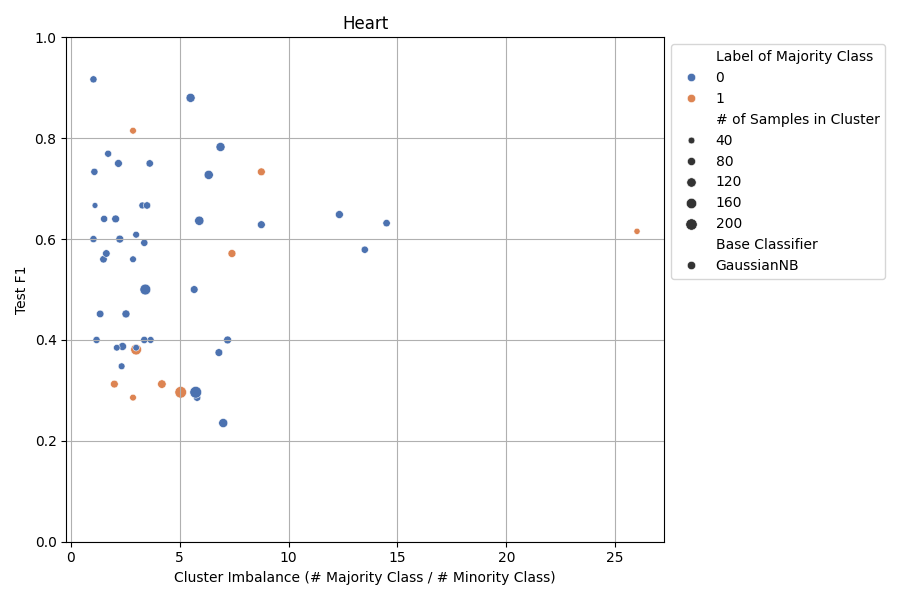 Heart
1.0
0.8
0.6
0.4
0.2
0.0
Test F1
0
5
10
15
20
25
Cluster Imbalance (# Majority Class / # Minority Class)
Label of Majority Class
0
1
# of Samples in Cluster
40
80
120
160
200
Base Classifier
GaussianNB